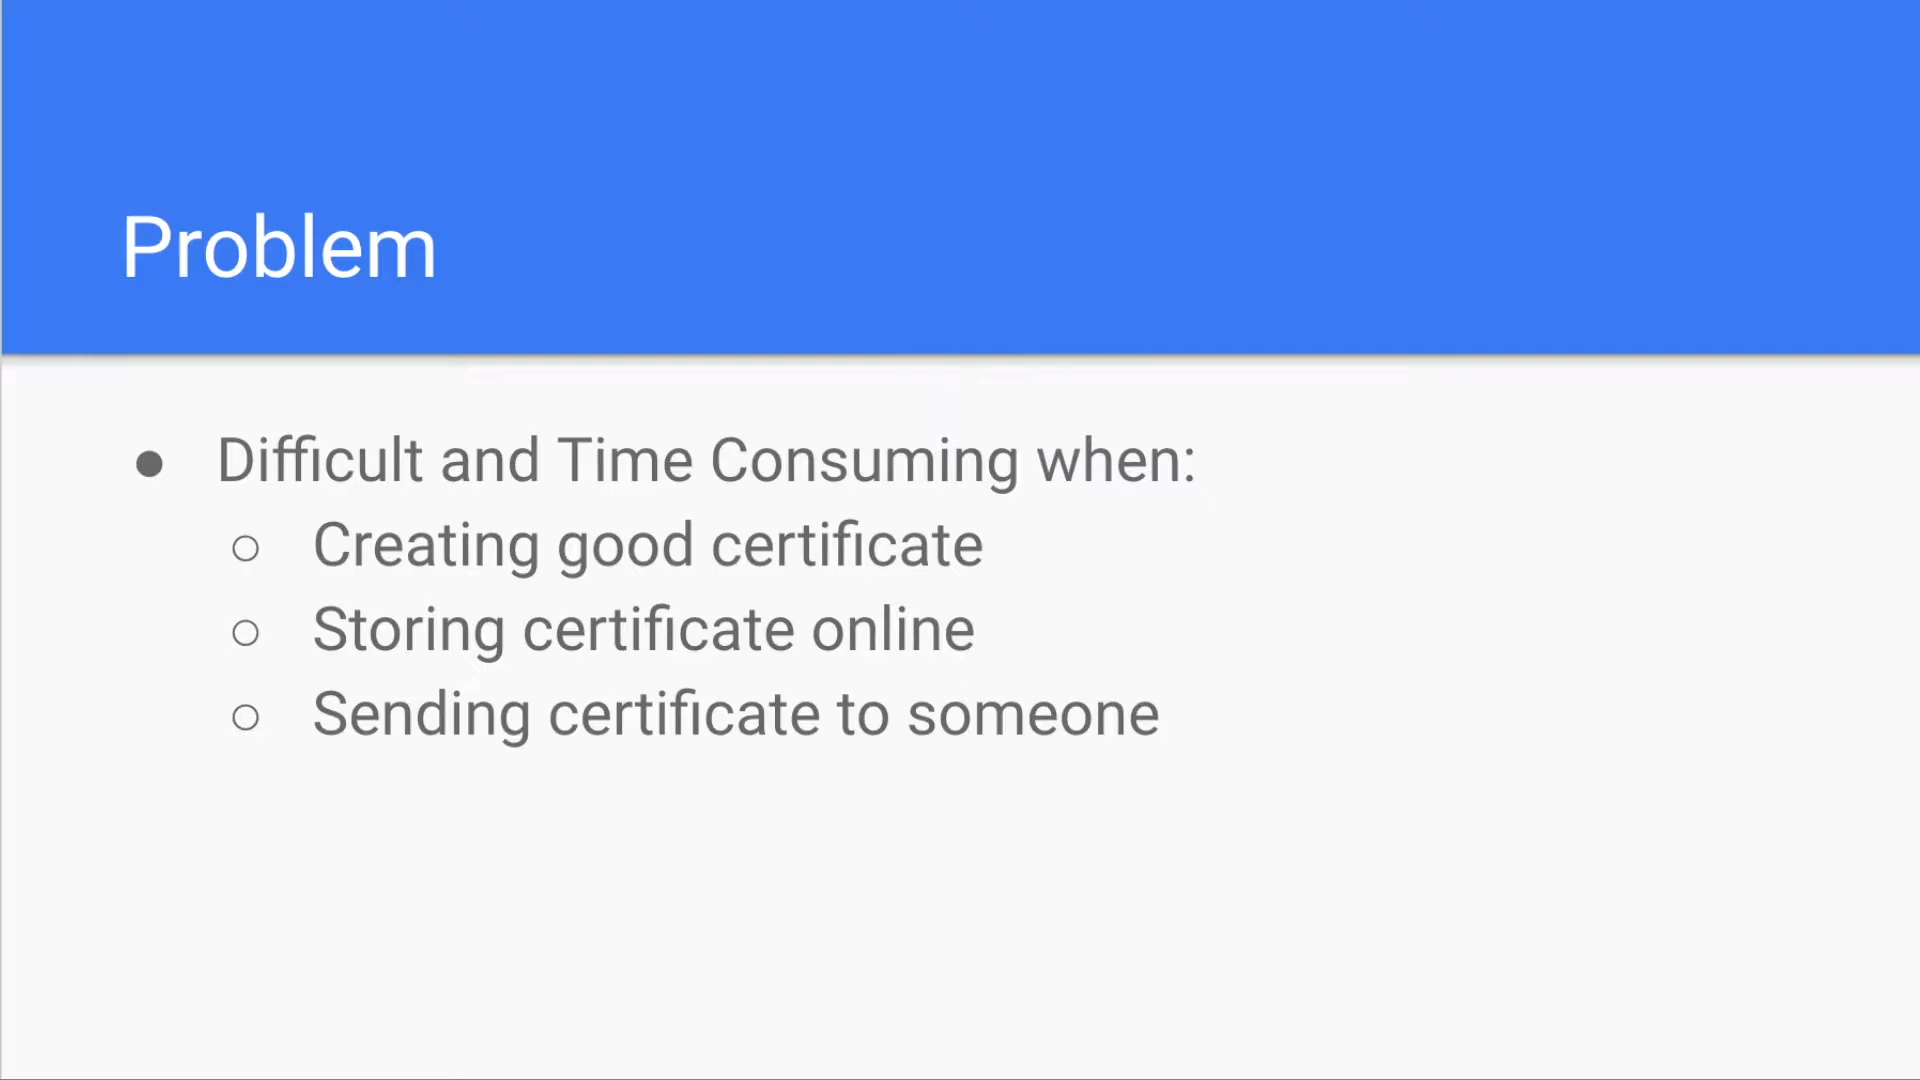 Problem
● Difficult and Time Consuming when:
○ Creating good certificate
○ Storing certificate online
○ Sending certificate to someone